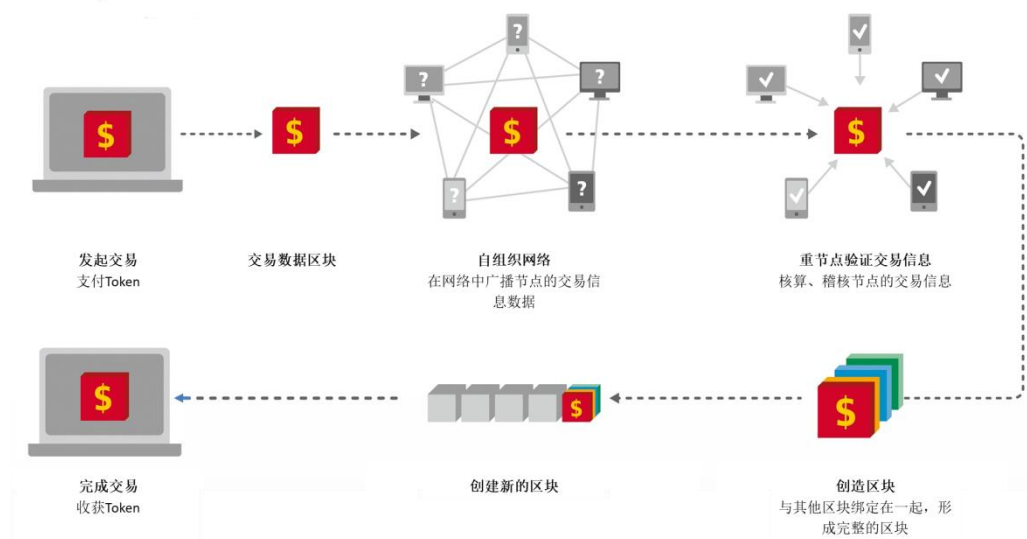 $
$
?
?
?
$
?
?
$
发起交易
支付Token
交易数据区块
自组织网络
在网络中广播节点的交易信
息数据
重节点验证交易信息
核算、稽核节点的交易信息
$
完成交易
收获Token
$
创建新的区块
$
创造区块
与其他区块绑定在一起，形
成完整的区块